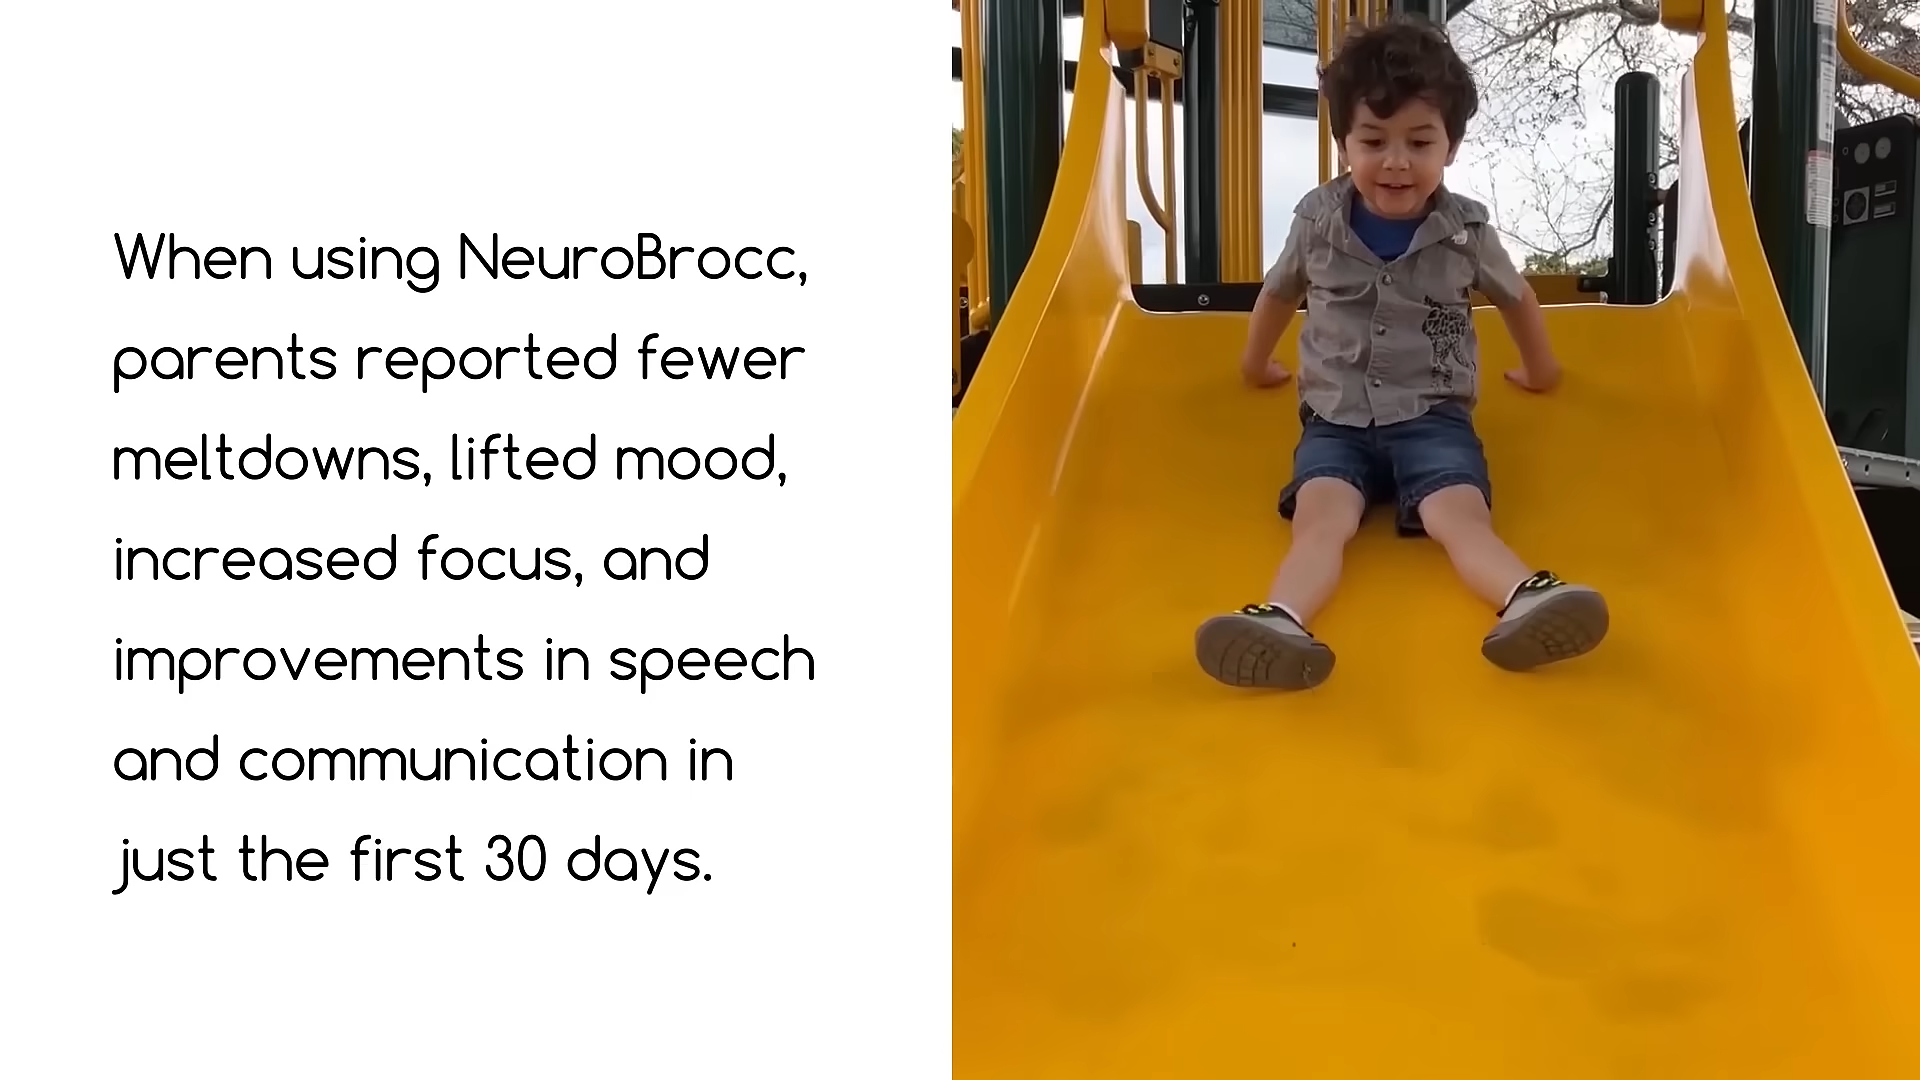 When using NeuroBrocc,
parents reported fewer
meltdowns, lifted mood,
increased focus, and
improvements in speech
and communication in
just the first 30 days.